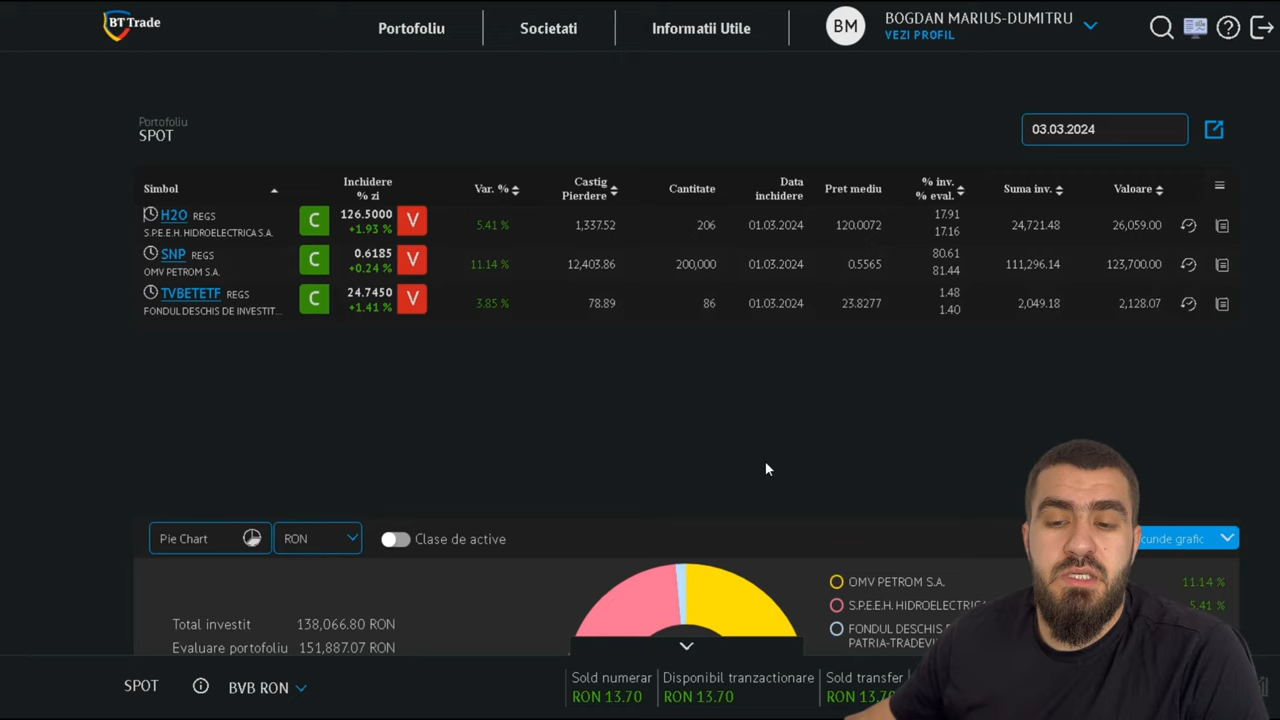 BT Trade
Portofoliu
Societati
Informatii Utile
BM
BOGDAN MARIUS-DUMITRU
VEZI PROFIL
Portofoliu
SPOT
03.03.2024
Simbol
Inchidere
% zi
Var. %
Castig
Pierdere
Cantitate
Data
inchidere
Pret mediu
% inv.
% eval.
Suma inv.
Valoare
H2O REGS
S.P.E.E.H. HIDROELECTRICA S.A.
C
126.5000
+1.93 %
V
5.41 %
1,337.52
206
01.03.2024
120.0072
17.91
17.16
24,721.48
26,059.00
SNP REGS
OMV PETROM S.A.
C
0.6185
+0.24 %
V
11.14 %
12,403.86
200,000
01.03.2024
0.5565
80.61
81.44
111,296.14
123,700.00
TVBETETF REGS
FONDUL DESCHIS DE INVESTIT...
C
24.7450
+1.41 %
V
3.85 %
78.89
86
01.03.2024
23.8277
1.48
1.40
2,049.18
2,128.07
Pie Chart
RON
Clase de active
cunde grafic
Total investit 138,066.80 RON
Evaluare portofoliu 151,887.07 RON
OMV PETROM S.A. 11.14 %
S.P.E.E.H. HIDROELECTRICA 5.41 %
FONDUL DESCHIS
PATRIA-TRADEVI
SPOT
BVB RON
Sold numerar
RON 13.70
Disponibil tranzactionare
RON 13.70
Sold transfer
RON 13.70